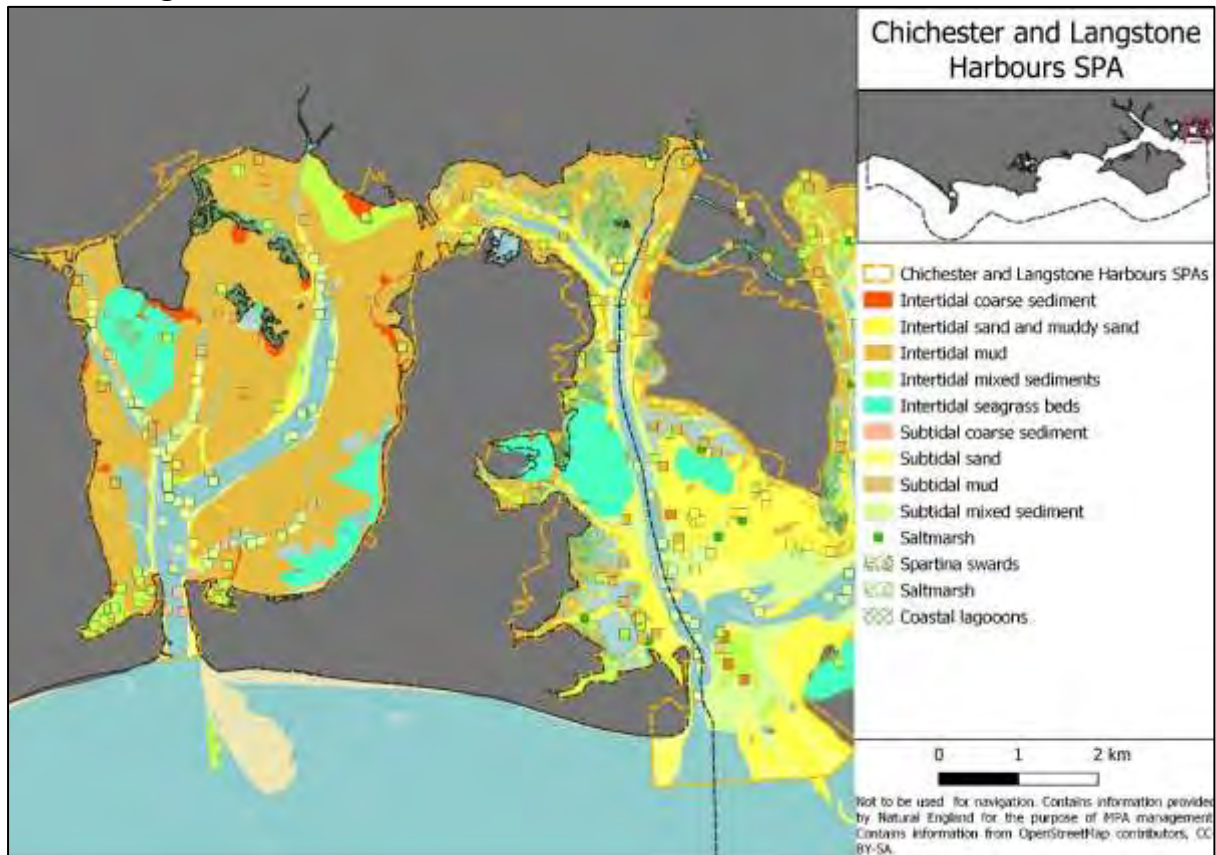 Chichester and Langstone
Harbours SPA
Chichester and Langstone Harbours SPAs
Intertidal coarse sediment
Intertidal sand and muddy sand
Intertidal mud
Intertidal mixed sediments
Intertidal seagrass beds
Subtidal coarse sediment
Subtidal sand
Subtidal mud
Subtidal mixed sediment
Saltmarsh
Spartina swards
Saltmarsh
Coastal lagooons
0 1 2 km
Not to be used for navigation. Contains information provided
by Natural England for the purpose of MPA management
Contains information from OpenStreetMap contributors, CC
BY-SA.